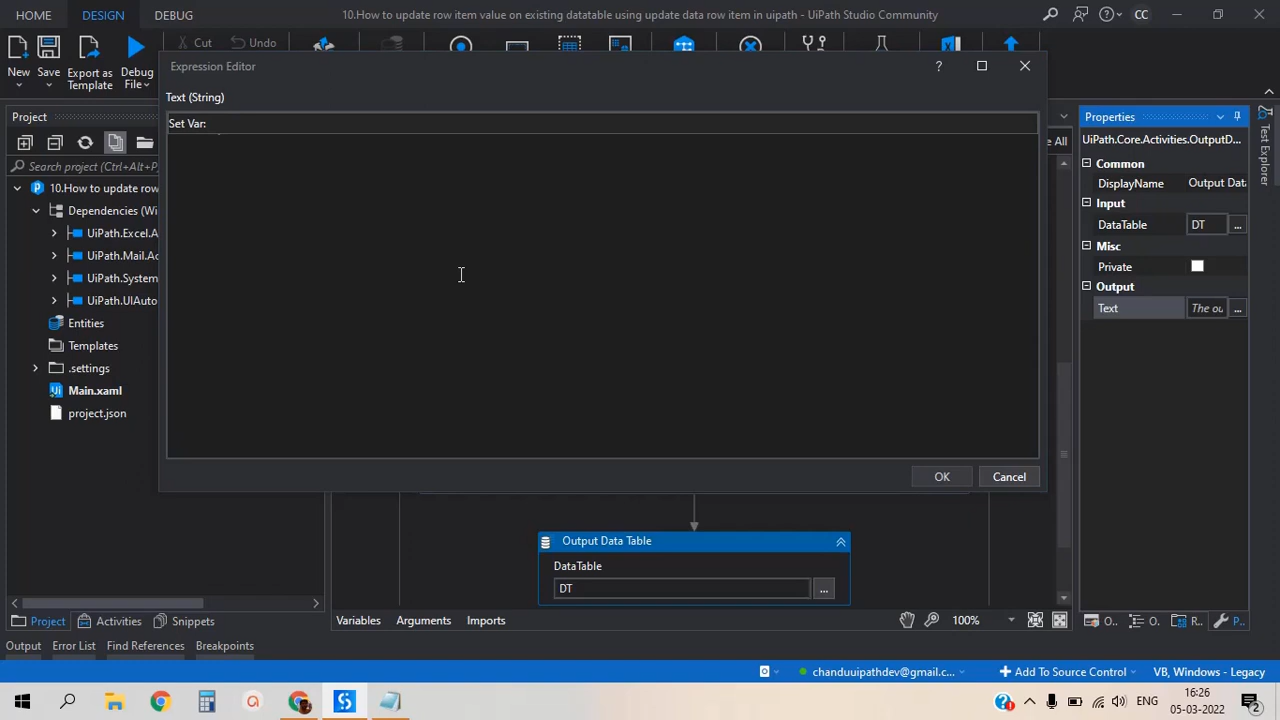 HOME
DESIGN
DEBUG
10.How to update row item value on existing datatable using update data row item in uipath - UiPath Studio Community
CC
New
Save
Export as
Template
Debug
File
Cut
Undo
Expression Editor
Text (String)
Set Var:
OK
Cancel
Project
Search project (Ctrl+Alt+P)
10.How to update row
Dependencies (Wi
UiPath.Excel.A
UiPath.Mail.Ac
UiPath.System
UiPath.UIAuto
Entities
Templates
.settings
Main.xaml
project.json
e All
Properties
UiPath.Core.Activities.OutputD...
Common
DisplayName Output Data
Input
DataTable DT ...
Misc
Private
Output
Text The ou ...
Test Explorer
Output Data Table
DataTable
DT ...
Project Activities Snippets
Variables Arguments Imports
100%
O.. O. R.. P..
Output Error List Find References Breakpoints
chanduuipathdev@gmail.c...
Add To Source Control
VB, Windows - Legacy
ENG
16:26
05-03-2022
2